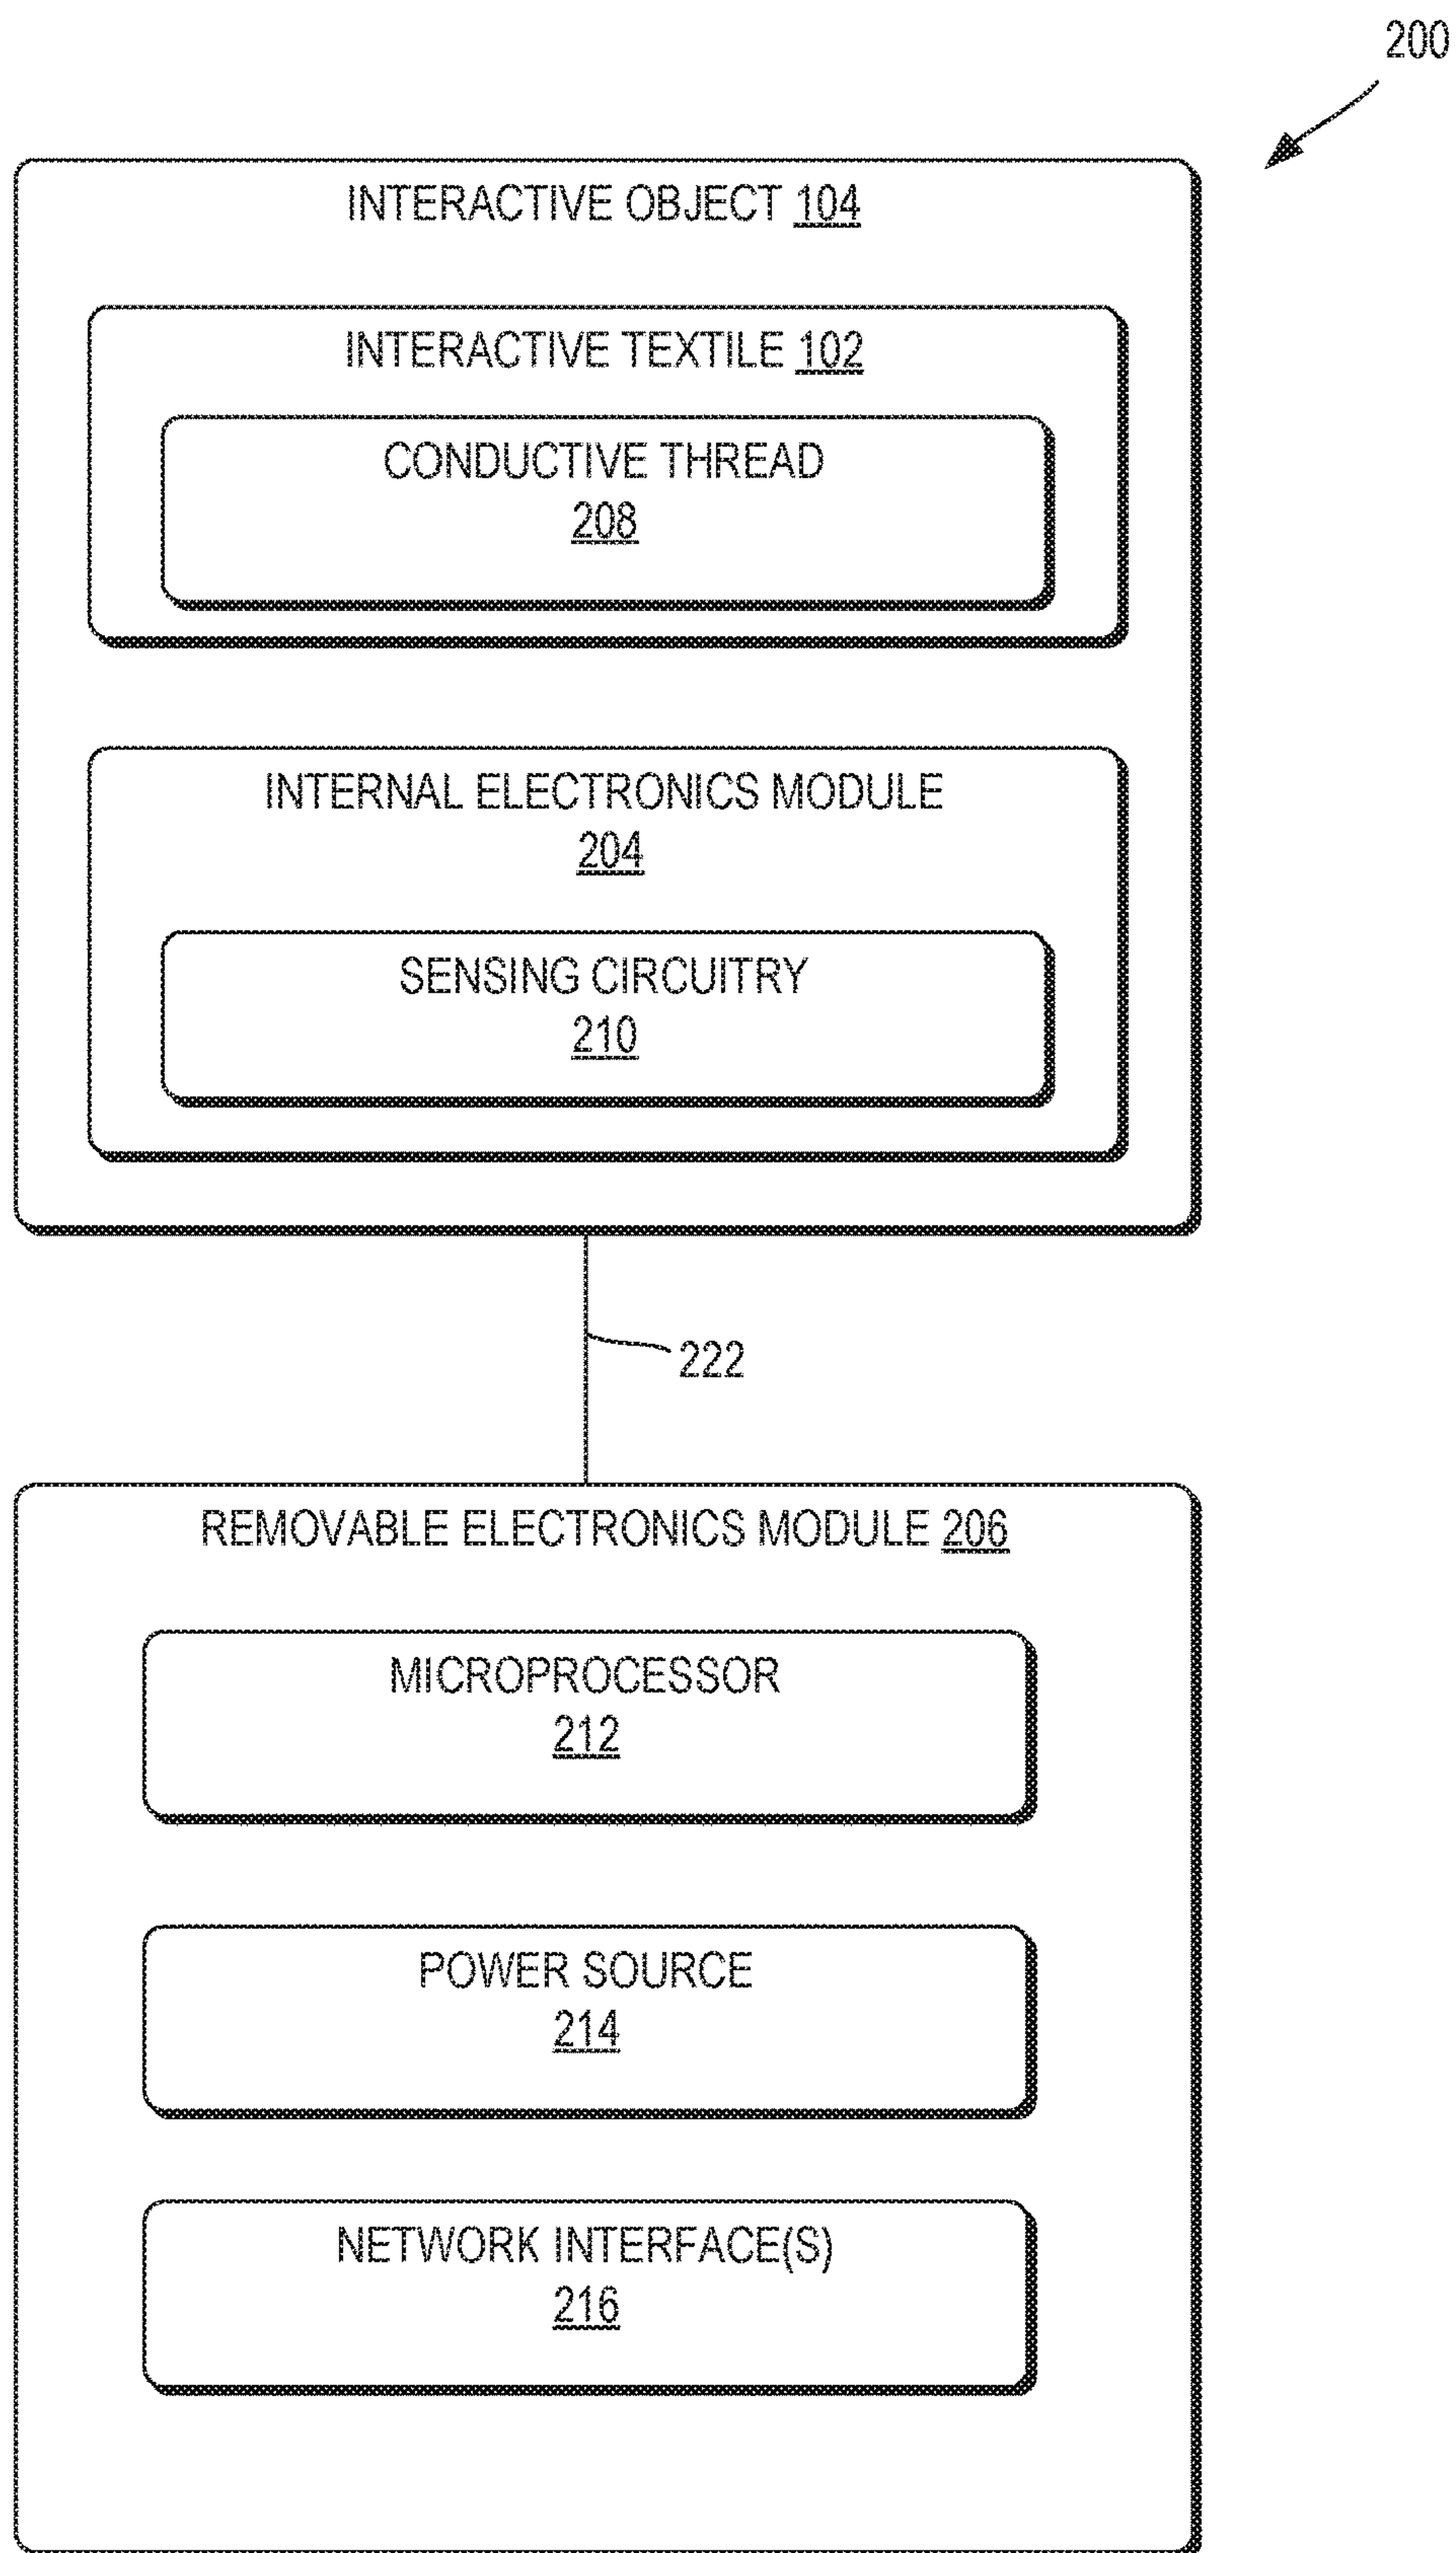 200
INTERACTIVE OBJECT 104
INTERACTIVE TEXTILE 102
CONDUCTIVE THREAD
208
INTERNAL ELECTRONICS MODULE
204
SENSING CIRCUITRY
210
222
REMOVABLE ELECTRONICS MODULE 206
MICROPROCESSOR
212
POWER SOURCE
214
NETWORK INTERFACE(S)
216